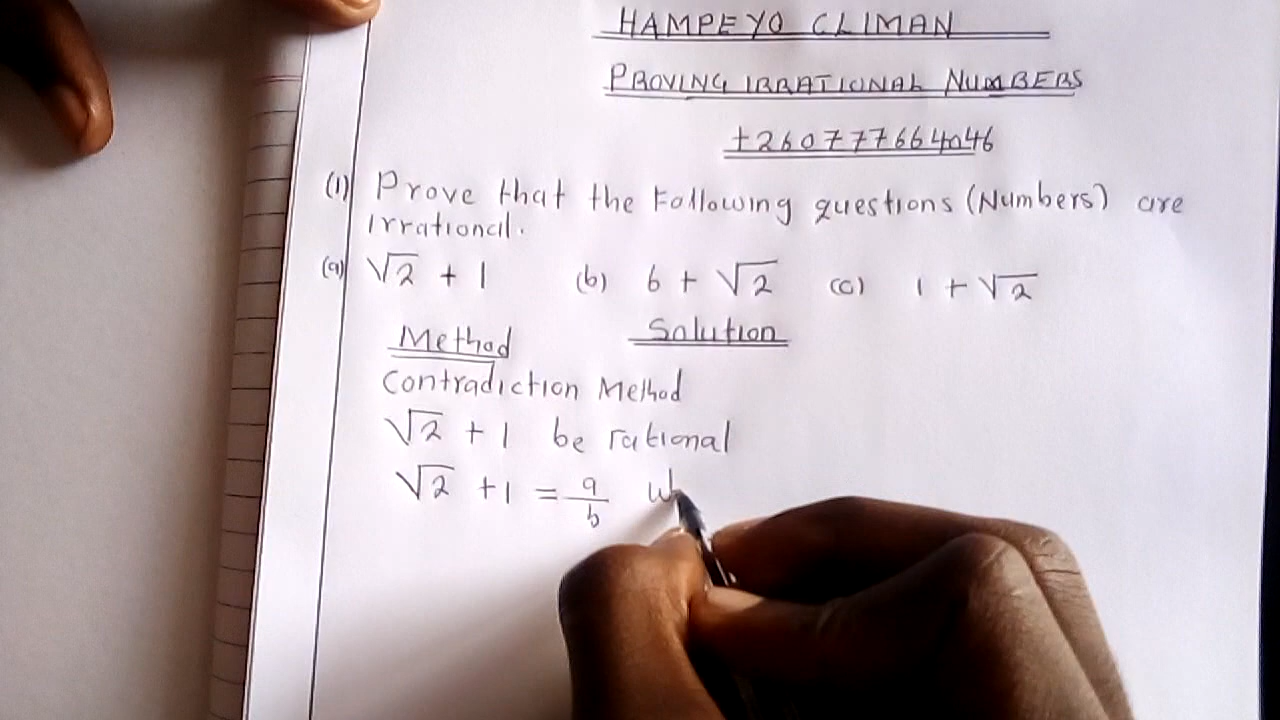 HAMPEYO CLIMAN
PROVING IRRATIONAL NUMBERS
+260777664046
(1) Prove that the Following questions (Numbers) are
Irrational.
(a) √2 + 1 (b) 6 + √2 (c) 1 + √2
Solution
Method
Contradiction Method
√2 + 1 be rational
√2 + 1 = a/b W